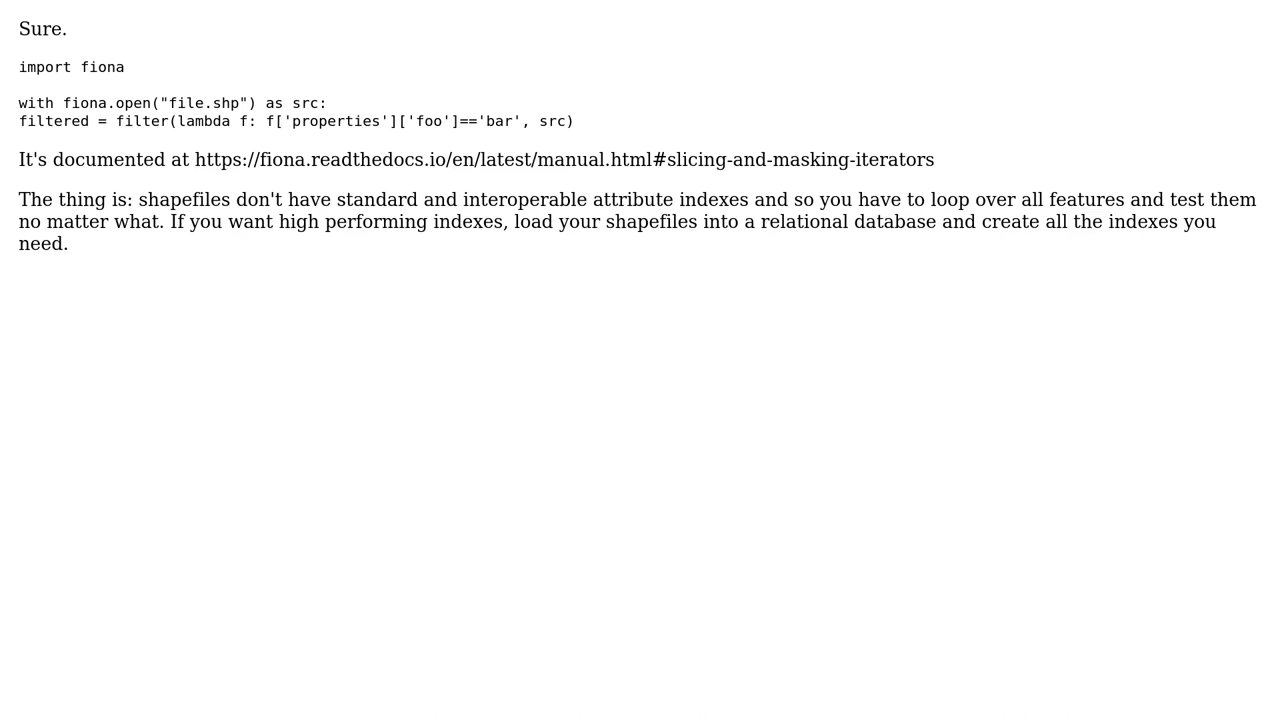 Sure.
import fiona
with fiona.open("file.shp") as src:
filtered = filter(lambda f: f['properties']['foo']=='bar', src)
It's documented at https://fiona.readthedocs.io/en/latest/manual.html#slicing-and-masking-iterators
The thing is: shapefiles don't have standard and interoperable attribute indexes and so you have to loop over all features and test them
no matter what. If you want high performing indexes, load your shapefiles into a relational database and create all the indexes you
need.